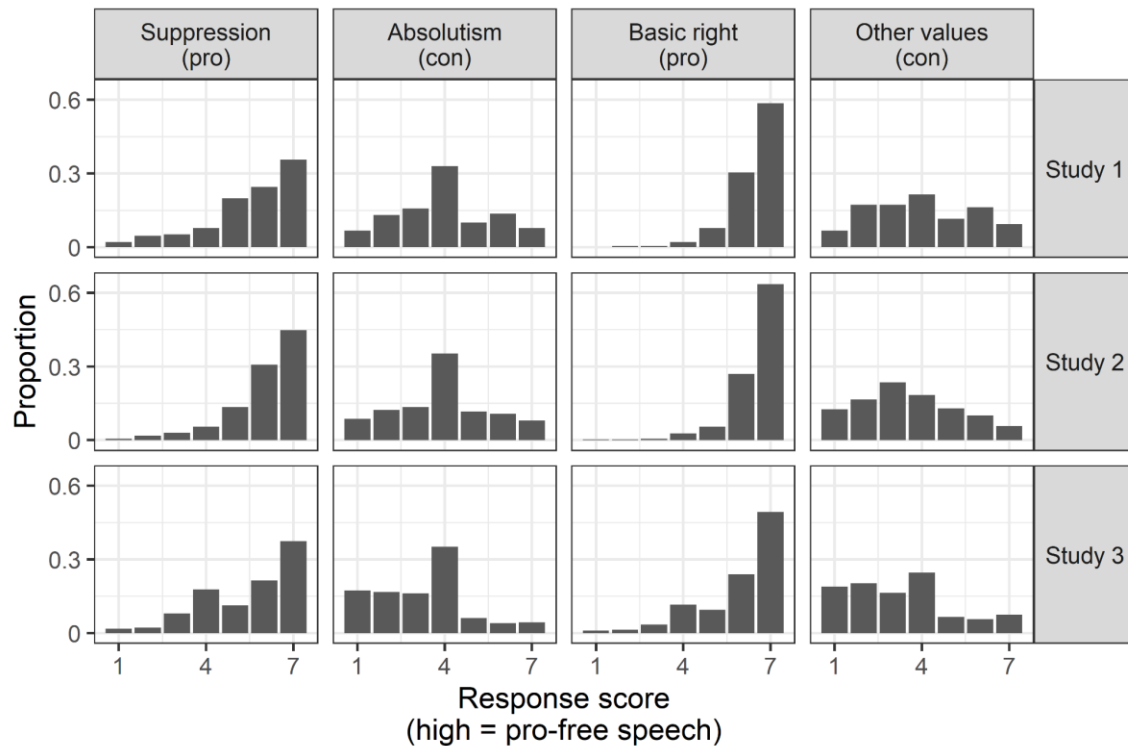 Suppression
(pro)
Absolutism
(con)
Basic right
(pro)
Other values
(con)
0.6
0.3
0
Study 1
0.6
0.3
0
Study 2
0.6
0.3
0
Study 3
Proportion
1 4 7 1 4 7 1 4 7 1 4 7
Response score
(high = pro-free speech)